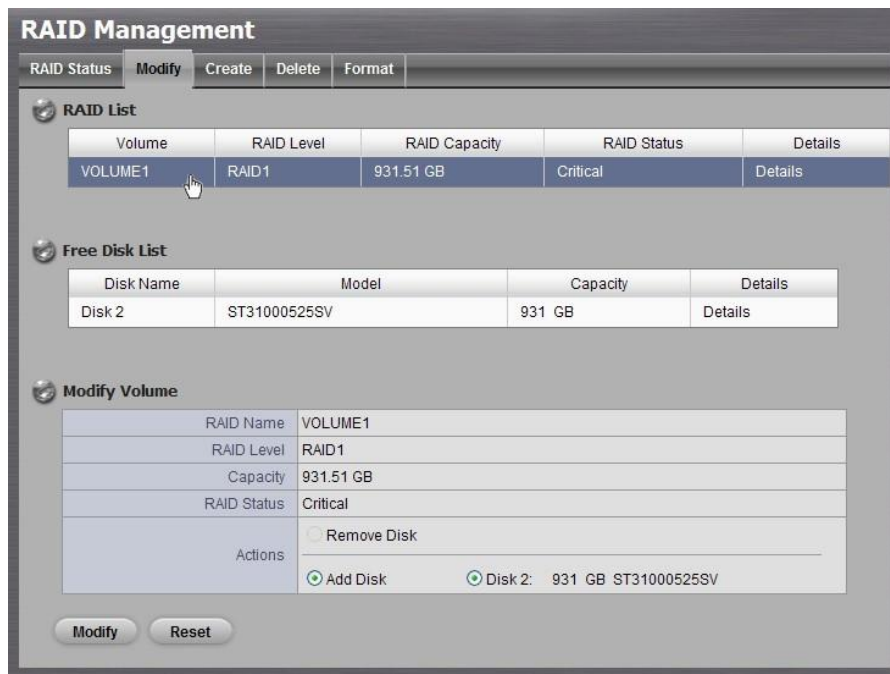 RAID Management
RAID Status Modify Create Delete Format
RAID List
Volume RAID Level RAID Capacity RAID Status Details
VOLUME1 RAID1 931.51 GB Critical Details
Free Disk List
Disk Name Model Capacity Details
Disk 2 ST31000525SV 931 GB Details
Modify Volume
RAID Name VOLUME1
RAID Level RAID1
Capacity 931.51 GB
RAID Status Critical
Actions
Remove Disk
Add Disk Disk 2: 931 GB ST31000525SV
Modify Reset